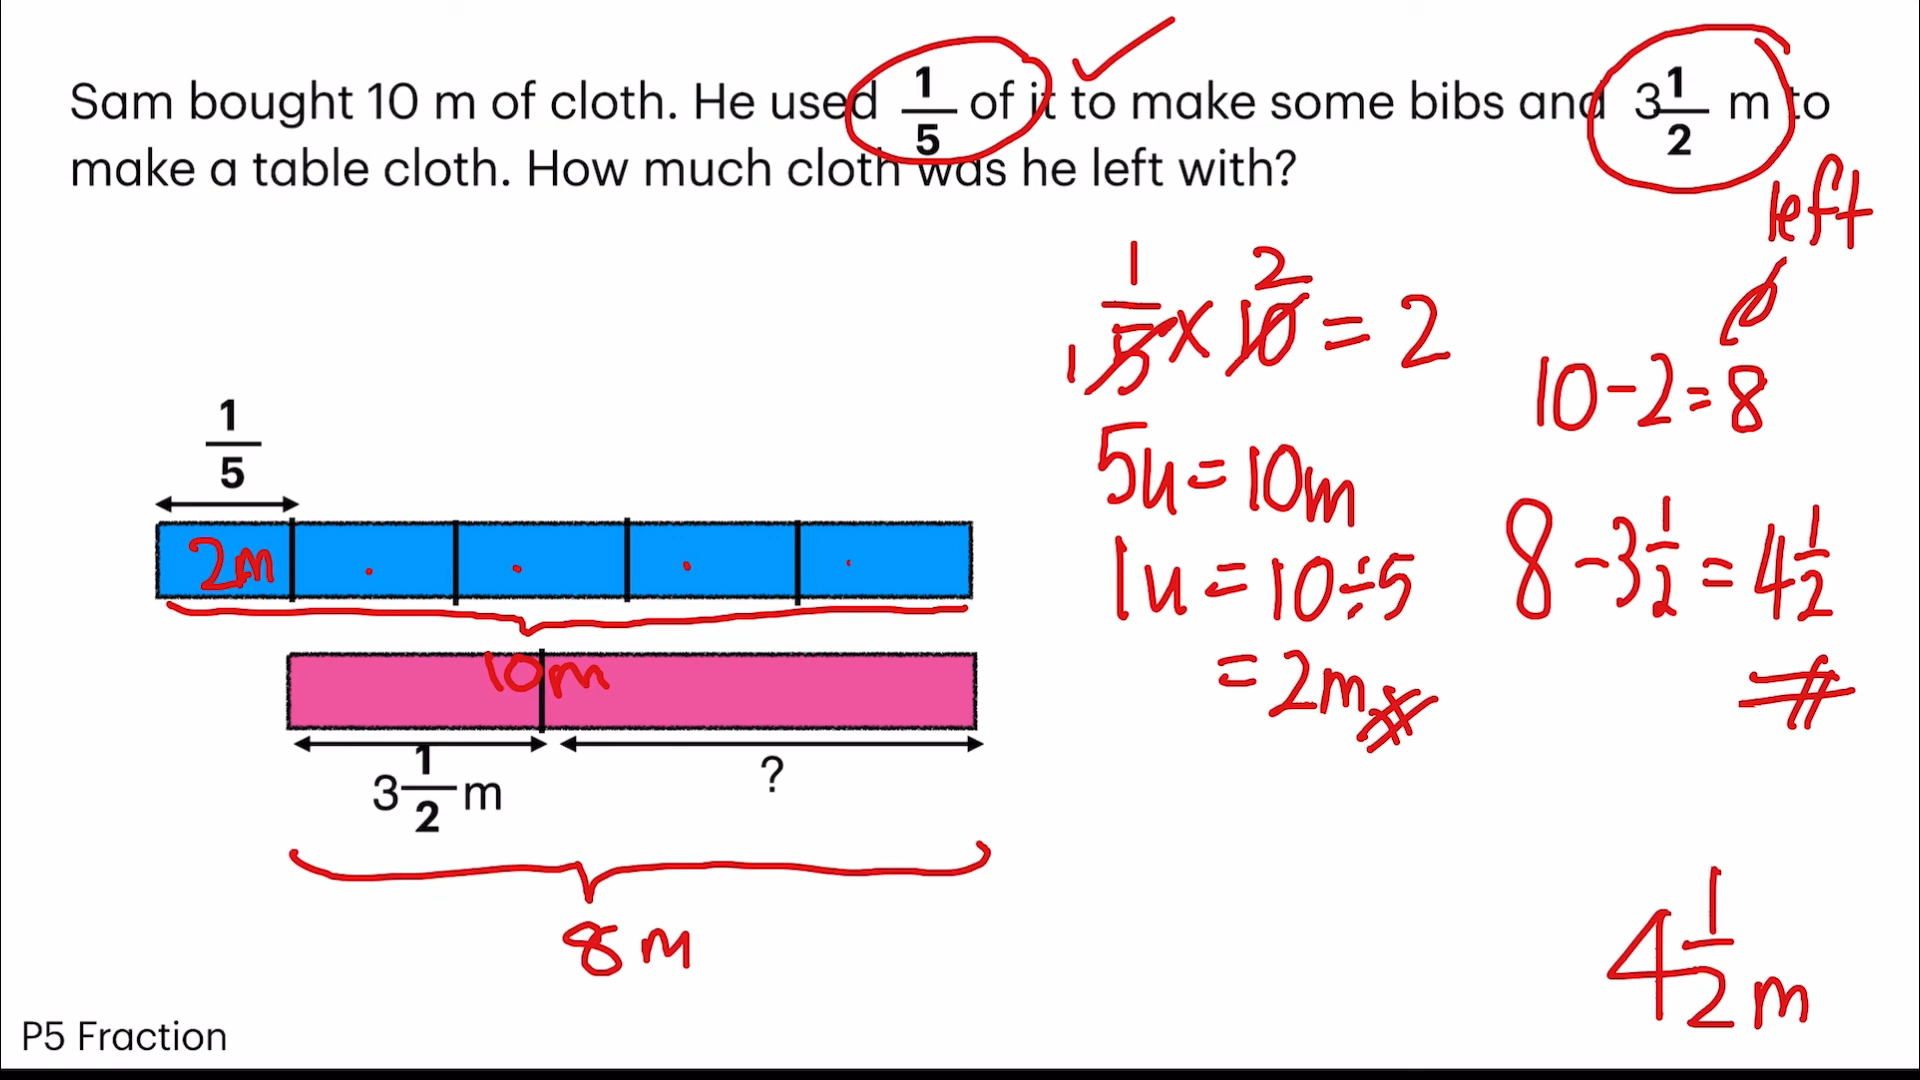 Sam bought 10 m of cloth. He used 1/5 of it to make some bibs and 3 1/2 m to
make a table cloth. How much cloth was he left with?
left
1/5 x 10 = 2
1 2
10-2=8
5u=10m
1u=10÷5
=2m
8-3 1/2=4 1/2
1/5
2m
10m
3 1/2 m
?
8m
4 1/2 m
P5 Fraction